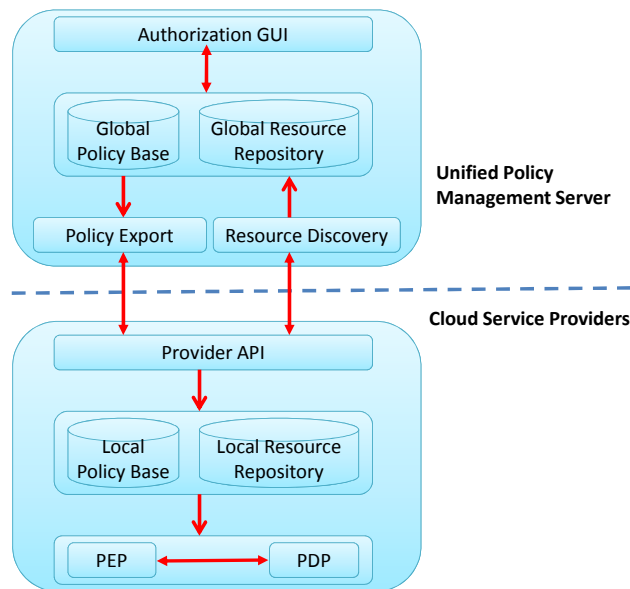 Authorization GUI
Global
Policy Base
Global Resource
Repository
Unified Policy
Management Server
Policy Export
Resource Discovery
Cloud Service Providers
Provider API
Local
Policy Base
Local Resource
Repository
PEP
PDP